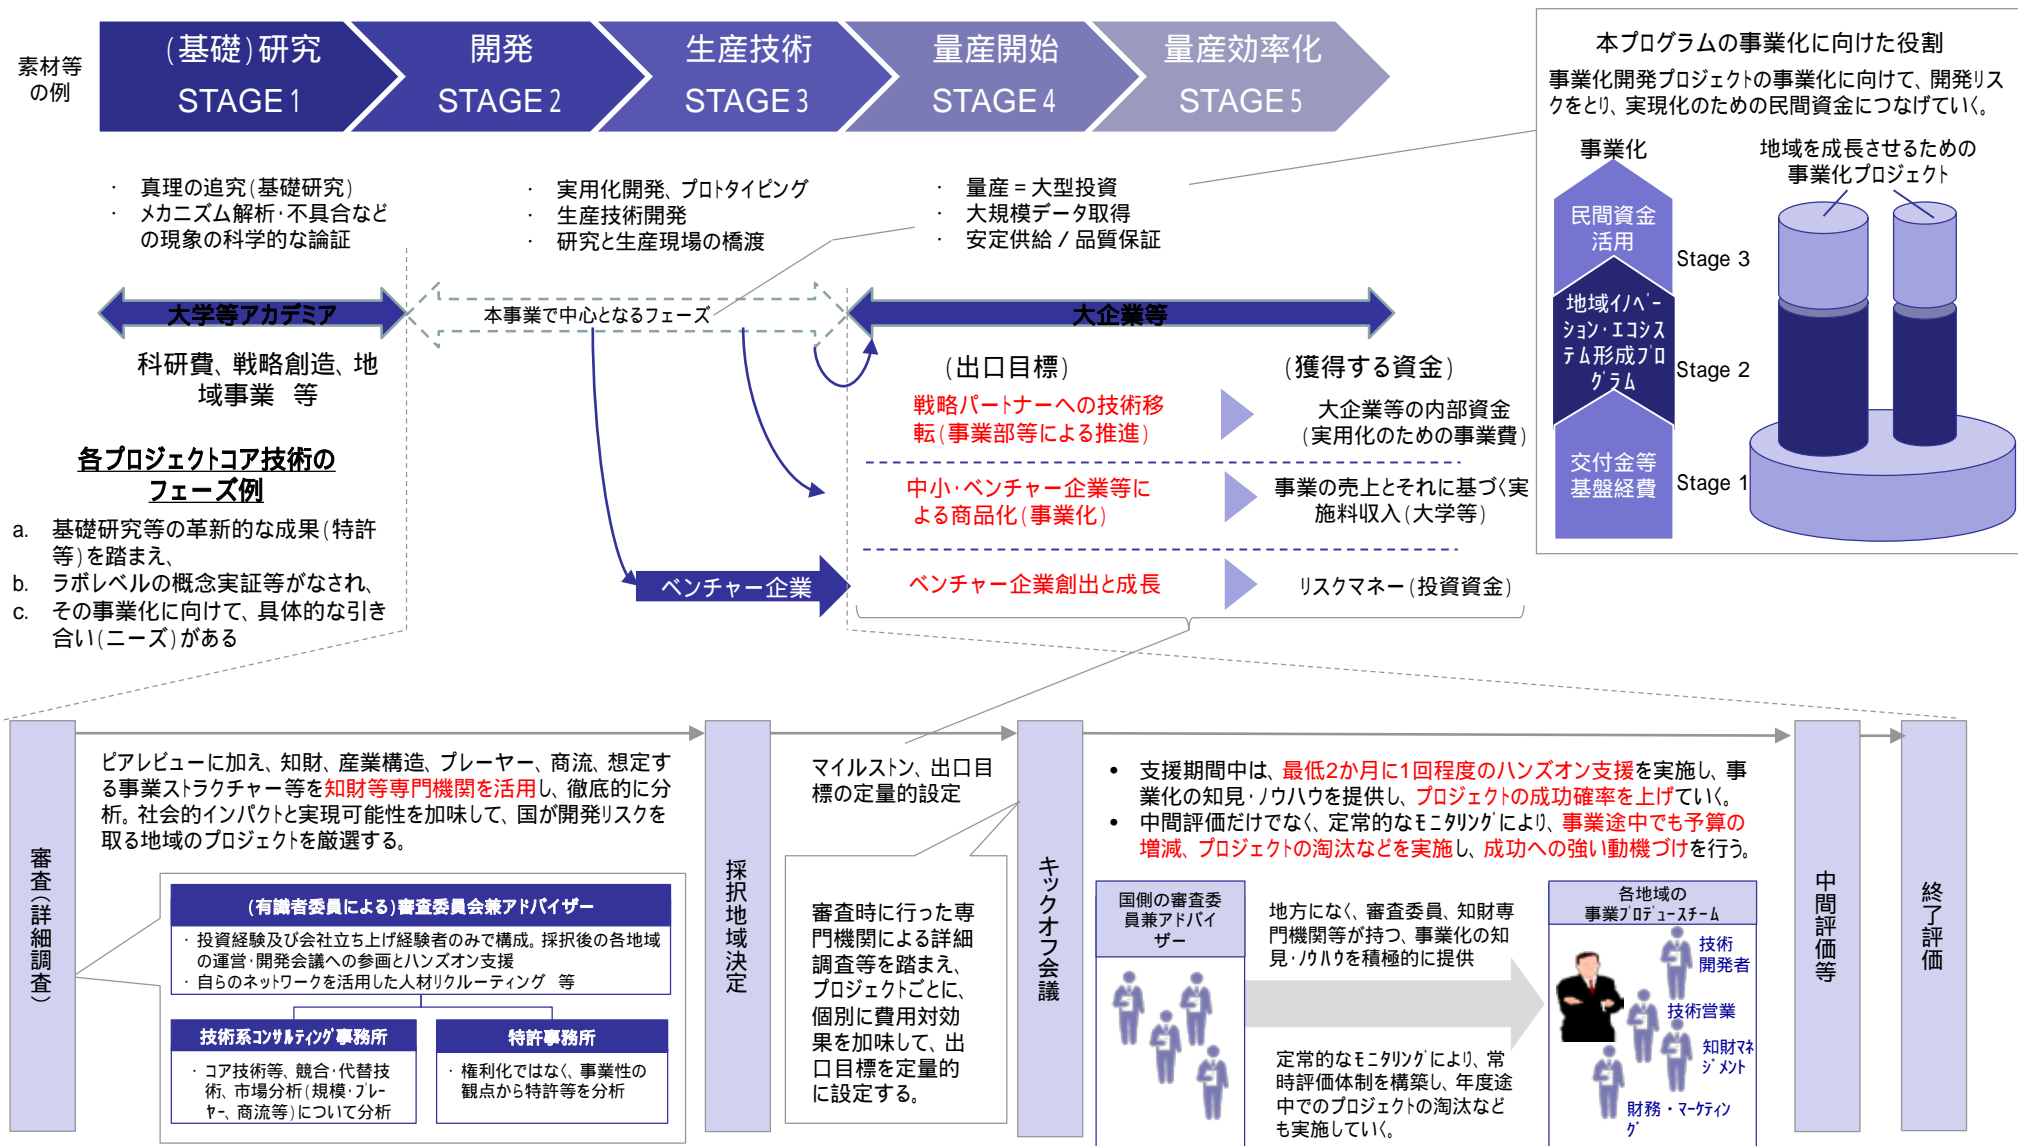 素材等
の例
(基礎)研究
STAGE 1
開発
STAGE 2
生産技術
STAGE 3
量産開始
STAGE 4
量産効率化
STAGE 5
・ 真理の追究(基礎研究)
・ メカニズム解析・不具合など
の現象の科学的な論証
・ 実用化開発、プロトタイピング
・ 生産技術開発
・ 研究と生産現場の橋渡
・ 量産 = 大型投資
・ 大規模データ取得
・ 安定供給 / 品質保証
大学等アカデミア
本事業で中心となるフェーズ
大企業等
科研費、戦略創造、地
域事業 等
各プロジェクトコア技術の
フェーズ例
a. 基礎研究等の革新的な成果(特許
等)を踏まえ、
b. ラボレベルの概念実証等がなされ、
c. その事業化に向けて、具体的な引き
合い(ニーズ)がある
ベンチャー企業
(出口目標)
(獲得する資金)
戦略パートナーへの技術移
転(事業部等による推進)
大企業等の内部資金
(実用化のための事業費)
中小・ベンチャー企業等に
よる商品化(事業化)
事業の売上とそれに基づく実
施料収入(大学等)
ベンチャー企業創出と成長
リスクマネー(投資資金)
本プログラムの事業化に向けた役割
事業化開発プロジェクトの事業化に向けて、開発リス
クをとり、実現化のための民間資金につなげていく。
事業化
地域を成長させるための
事業化プロジェクト
民間資金
活用
Stage 3
地域イノベー
ション・エコシス
テム形成プロ
グラム
Stage 2
交付金等
基盤経費
Stage 1
審査(詳細調査)
ピアレビューに加え、知財、産業構造、プレーヤー、商流、想定す
る事業ストラクチャー等を知財等専門機関を活用し、徹底的に分
析。社会的インパクトと実現可能性を加味して、国が開発リスクを
取る地域のプロジェクトを厳選する。
(有識者委員による)審査委員会兼アドバイザー
・ 投資経験及び会社立ち上げ経験者のみで構成。採択後の各地域
の運営・開発会議への参画とハンズオン支援
・ 自らのネットワークを活用した人材リクルーティング 等
技術系コンサルティング事務所
・ コア技術等、競合・代替技
術、市場分析(規模・プレー
ヤー、商流等)について分析
特許事務所
・ 権利化ではなく、事業性の
観点から特許等を分析
採択地域決定
マイルストン、出口目
標の定量的設定
審査時に行った専
門機関による詳細
調査等を踏まえ、
プロジェクトごとに、
個別に費用対効
果を加味して、出
口目標を定量的
に設定する。
キックオフ会議
• 支援期間中は、最低2か月に1回程度のハンズオン支援を実施し、事
業化の知見・ノウハウを提供し、プロジェクトの成功確率を上げていく。
• 中間評価だけでなく、定常的なモニタリングにより、事業途中でも予算の
増減、プロジェクトの淘汰などを実施し、成功への強い動機づけを行う。
国側の審査委
員兼アドバイ
ザー
地方になく、審査委員、知財専
門機関等が持つ、事業化の知
見・ノウハウを積極的に提供
定常的なモニタリングにより、常
時評価体制を構築し、年度途
中でのプロジェクトの淘汰など
も実施していく。
各地域の
事業プロデュースチーム
技術
開発者
技術営業
知財マネ
ジメント
財務・マーケティン
グ
中間評価等
終了評価